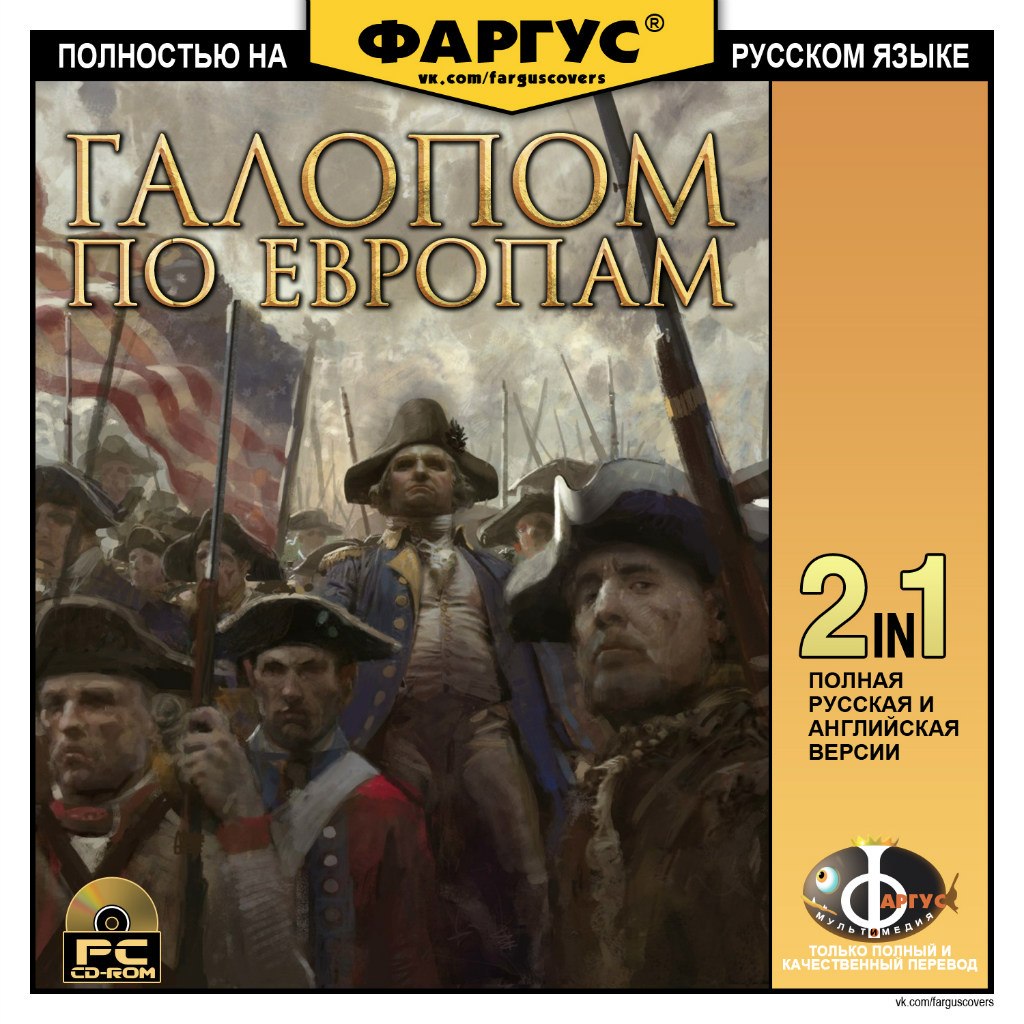 ПОЛНОСТЬЮ НА
ФАРГУС®
vk.com/farguscovers
РУССКОМ ЯЗЫКЕ
ГАЛОПОМ
ПО ЕВРОПАМ
2IN1
ПОЛНАЯ
РУССКАЯ И
АНГЛИЙСКАЯ
ВЕРСИИ
ФАРГУС
МУЛЬТИМЕДИЯ
ТОЛЬКО ПОЛНЫЙ И
КАЧЕСТВЕННЫЙ ПЕРЕВОД
PC
CD-ROM
vk.com/farguscovers